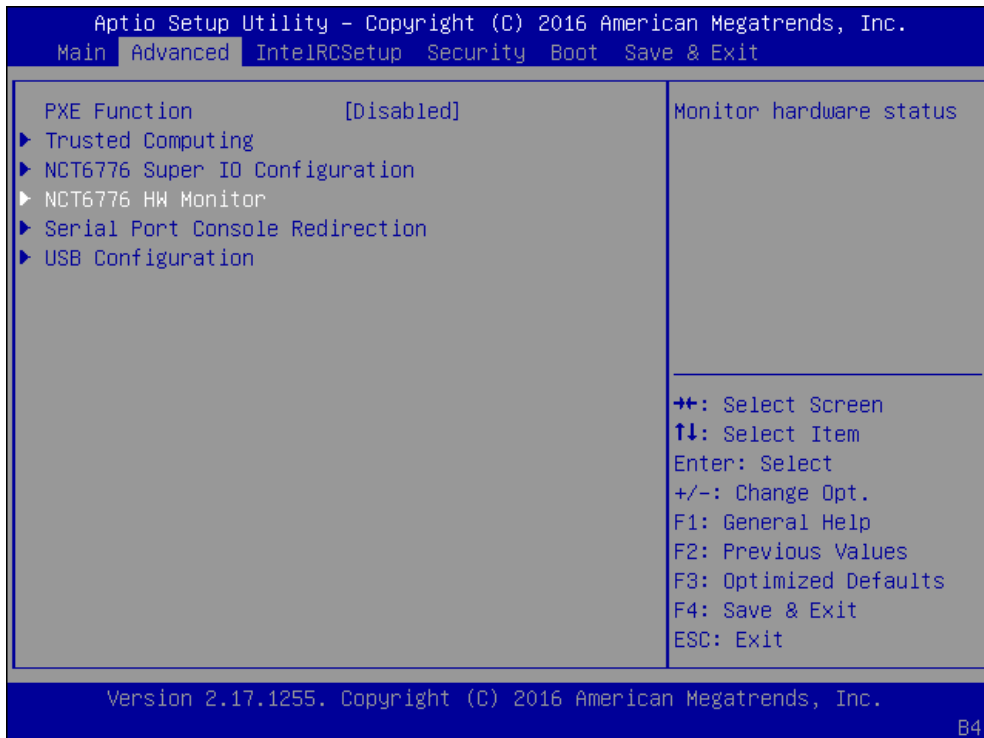 Aptio Setup Utility – Copyright (C) 2016 American Megatrends, Inc.
Main Advanced IntelRCSetup Security Boot Save & Exit
PXE Function [Disabled]
Trusted Computing
NCT6776 Super IO Configuration
NCT6776 HW Monitor
Serial Port Console Redirection
USB Configuration
Monitor hardware status
→←: Select Screen
↑↓: Select Item
Enter: Select
+/-: Change Opt.
F1: General Help
F2: Previous Values
F3: Optimized Defaults
F4: Save & Exit
ESC: Exit
Version 2.17.1255. Copyright (C) 2016 American Megatrends, Inc.
B4